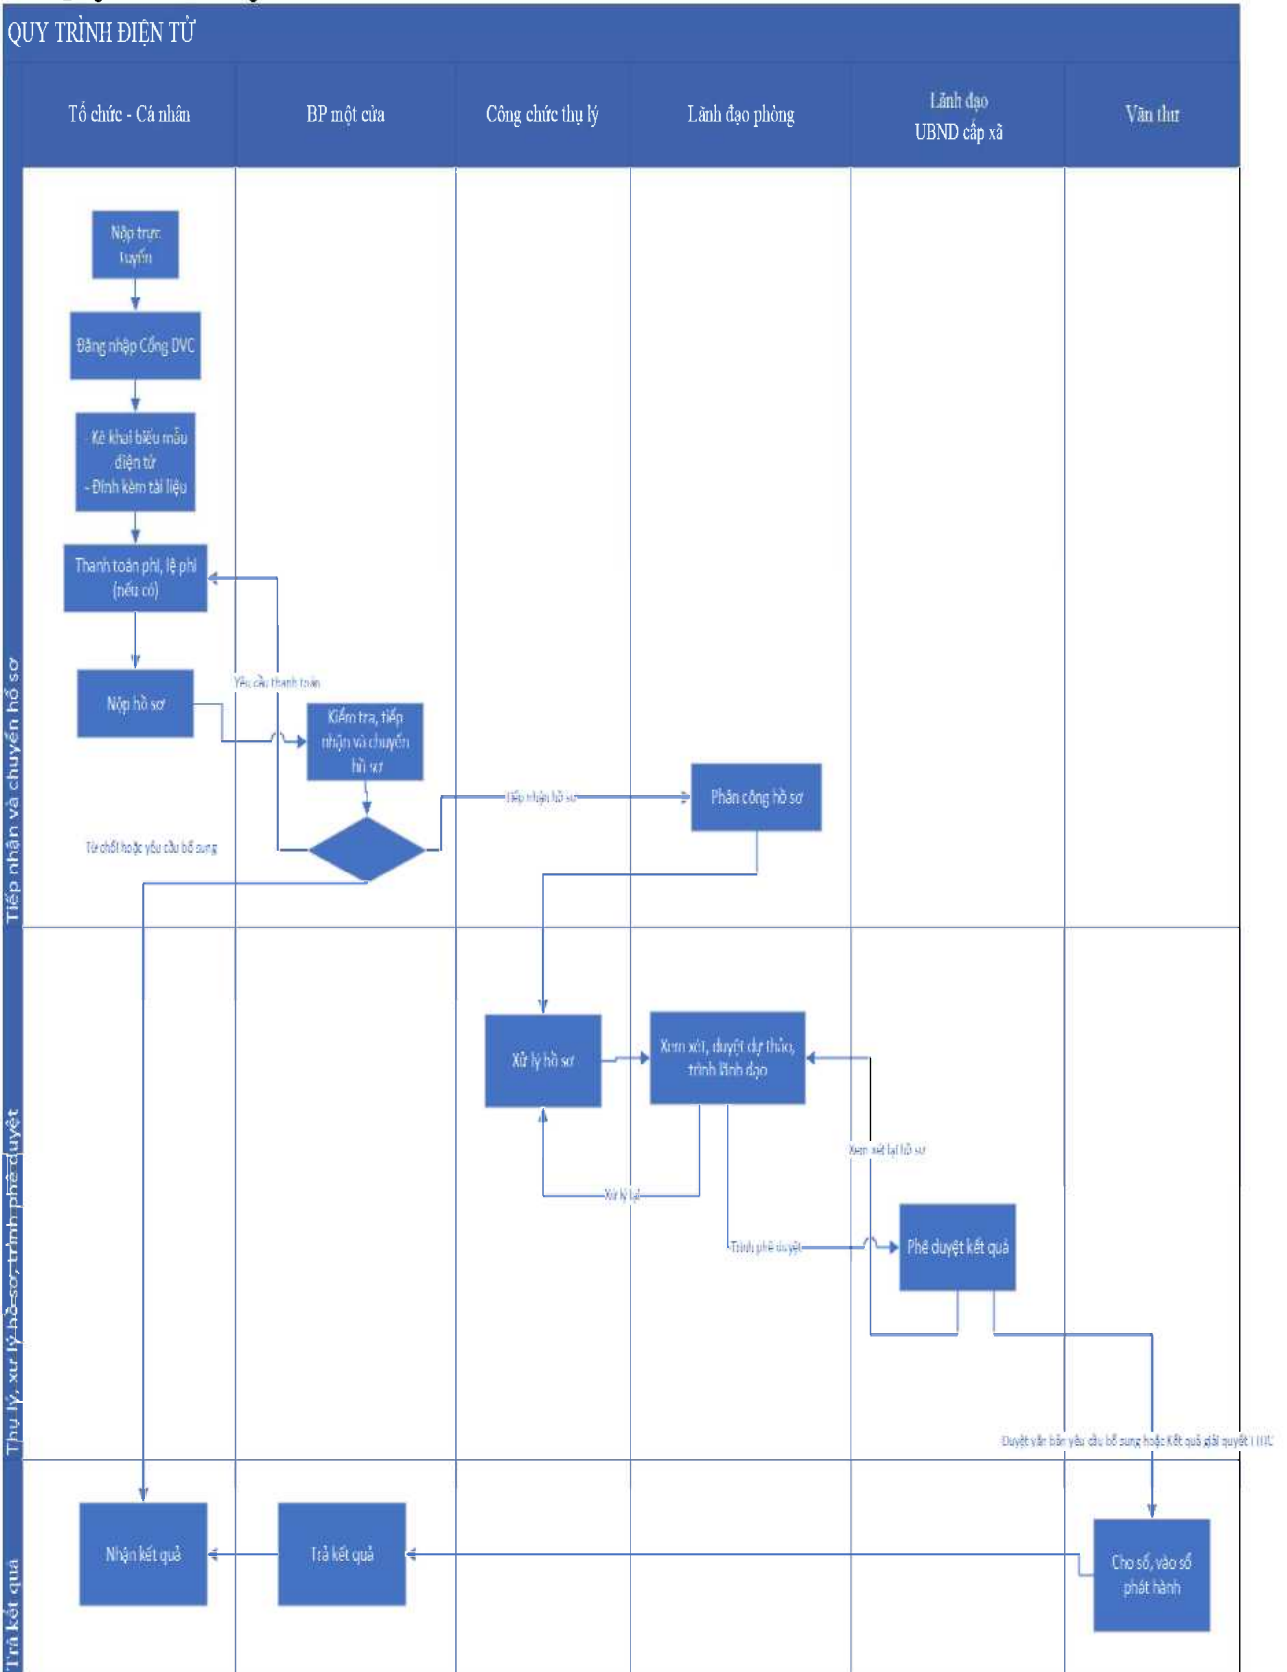 QUY TRÌNH ĐIỆN TỬ
Tổ chức - Cá nhân
BP một cửa
Công chức thụ lý
Lãnh đạo phòng
Lãnh đạo
UBND cấp xã
Văn thư
Tiếp nhận và chuyển hồ sơ
Nộp trực
tuyến
Đăng nhập Cổng DVC
- Kê khai biểu mẫu
điện tử
- Đính kèm tài liệu
Thanh toán phí, lệ phí
(nếu có)
Nộp hồ sơ
Yêu cầu thanh toán
Kiểm tra, tiếp
nhận và chuyển
hồ sơ
Tiếp nhận hồ sơ
Phân công hồ sơ
Từ chối hoặc yêu cầu bổ sung
Thụ lý, xử lý hồ sơ, trình phê duyệt
Xử lý hồ sơ
Xem xét, duyệt dự thảo,
trình lãnh đạo
Xem xét lại hồ sơ
Xử lý lại
Trình phê duyệt
Phê duyệt kết quả
Duyệt văn bản yêu cầu bổ sung hoặc Kết quả giải quyết TTHC
Trả kết quả
Nhận kết quả
Trả kết quả
Cho số, vào sổ
phát hành